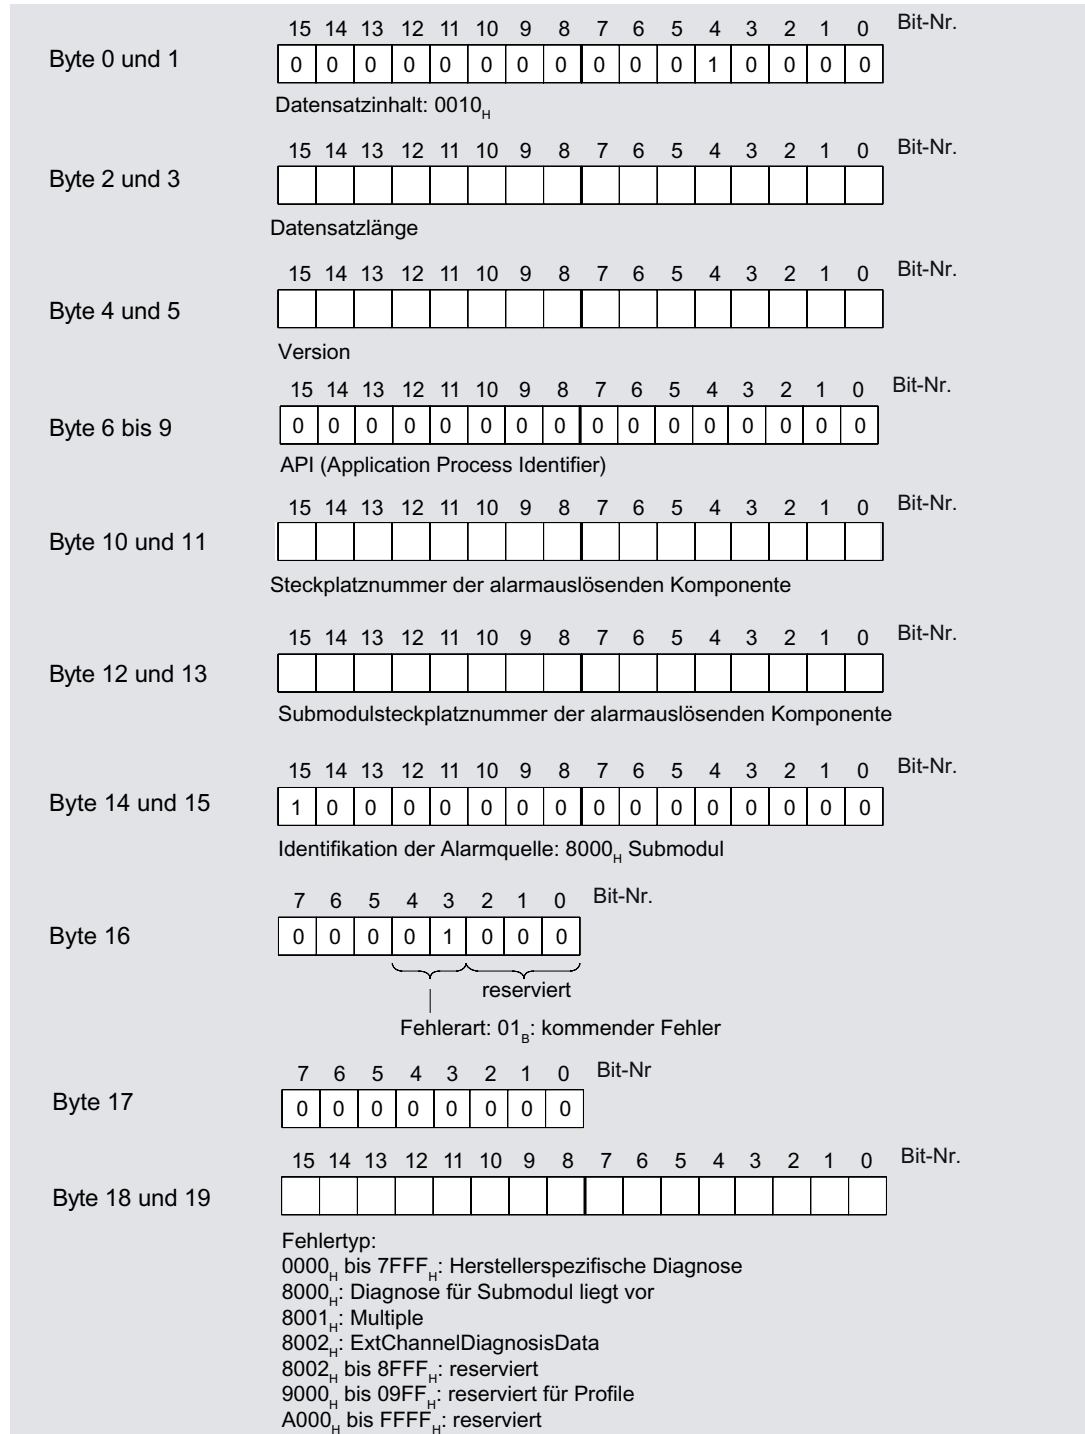 15 14 13 12 11 10 9 8 7 6 5 4 3 2 1 0 Bit-Nr.
Byte 0 und 1 0 0 0 0 0 0 0 0 0 0 0 1 0 0 0 0
Datensatzinhalt: 0010H
15 14 13 12 11 10 9 8 7 6 5 4 3 2 1 0 Bit-Nr.
Byte 2 und 3
Datensatzlänge
15 14 13 12 11 10 9 8 7 6 5 4 3 2 1 0 Bit-Nr.
Byte 4 und 5
Version
15 14 13 12 11 10 9 8 7 6 5 4 3 2 1 0 Bit-Nr.
Byte 6 bis 9 0 0 0 0 0 0 0 0 0 0 0 0 0 0 0 0
API (Application Process Identifier)
15 14 13 12 11 10 9 8 7 6 5 4 3 2 1 0 Bit-Nr.
Byte 10 und 11
Steckplatznummer der alarmauslösenden Komponente
15 14 13 12 11 10 9 8 7 6 5 4 3 2 1 0 Bit-Nr.
Byte 12 und 13
Submodulsteckplatznummer der alarmauslösenden Komponente
15 14 13 12 11 10 9 8 7 6 5 4 3 2 1 0 Bit-Nr.
Byte 14 und 15 1 0 0 0 0 0 0 0 0 0 0 0 0 0 0 0
Identifikation der Alarmquelle: 8000H Submodul
7 6 5 4 3 2 1 0 Bit-Nr.
Byte 16 0 0 0 0 1 0 0 0
reserviert
Fehlerart: 01B: kommender Fehler
7 6 5 4 3 2 1 0 Bit-Nr
Byte 17 0 0 0 0 0 0 0 0
15 14 13 12 11 10 9 8 7 6 5 4 3 2 1 0 Bit-Nr.
Byte 18 und 19
Fehlertyp:
0000H bis 7FFFH: Herstellerspezifische Diagnose
8000H: Diagnose für Submodul liegt vor
8001H: Multiple
8002H: ExtChannelDiagnosisData
8002H bis 8FFFH: reserviert
9000H bis 09FFH: reserviert für Profile
A000H bis FFFFH: reserviert